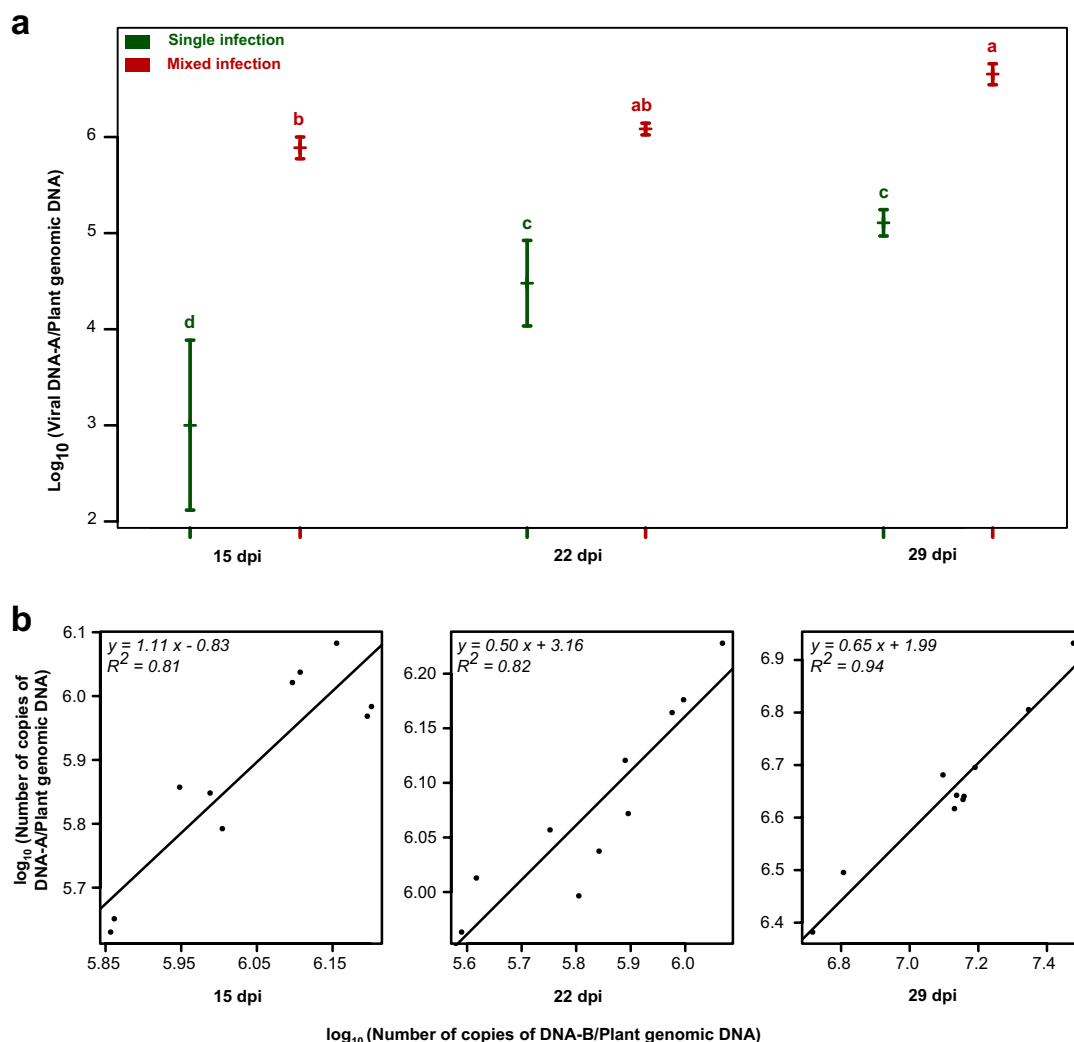 a
Single infection
Mixed infection
Log10 (Viral DNA-A/Plant genomic DNA)
6
5
4
3
2
d
b
c
ab
c
a
15 dpi
22 dpi
29 dpi
b
log10 (Number of copies of
DNA-A/Plant genomic DNA)
y = 1.11 x - 0.83
R2 = 0.81
6.1
6.0
5.9
5.8
5.7
5.85
5.95
6.05
6.15
15 dpi
y = 0.50 x + 3.16
R2 = 0.82
6.20
6.15
6.10
6.05
6.00
5.6
5.7
5.8
5.9
6.0
22 dpi
y = 0.65 x + 1.99
R2 = 0.94
6.9
6.8
6.7
6.6
6.5
6.4
6.8
7.0
7.2
7.4
29 dpi
log10 (Number of copies of DNA-B/Plant genomic DNA)